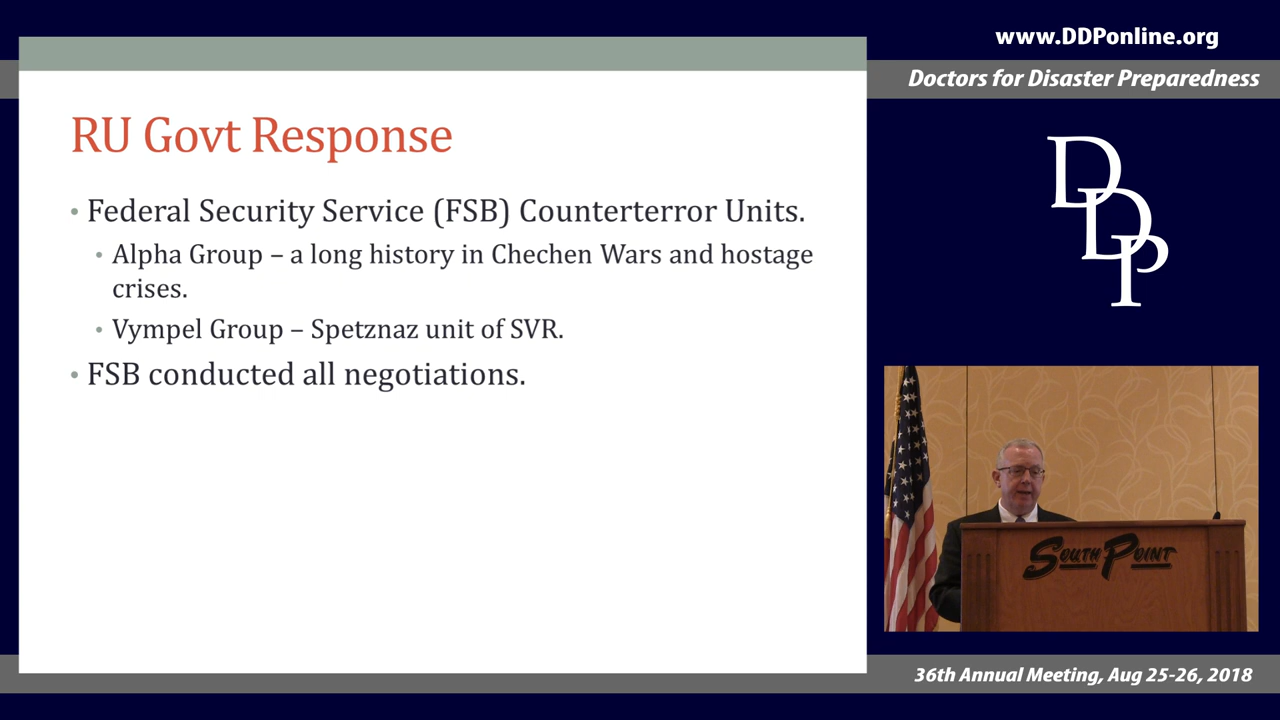 www.DDPonline.org
Doctors for Disaster Preparedness
RU Govt Response
• Federal Security Service (FSB) Counterterror Units.
• Alpha Group – a long history in Chechen Wars and hostage
crises.
• Vympel Group – Spetznaz unit of SVR.
• FSB conducted all negotiations.
DDP
SOUTH POINT
36th Annual Meeting, Aug 25-26, 2018